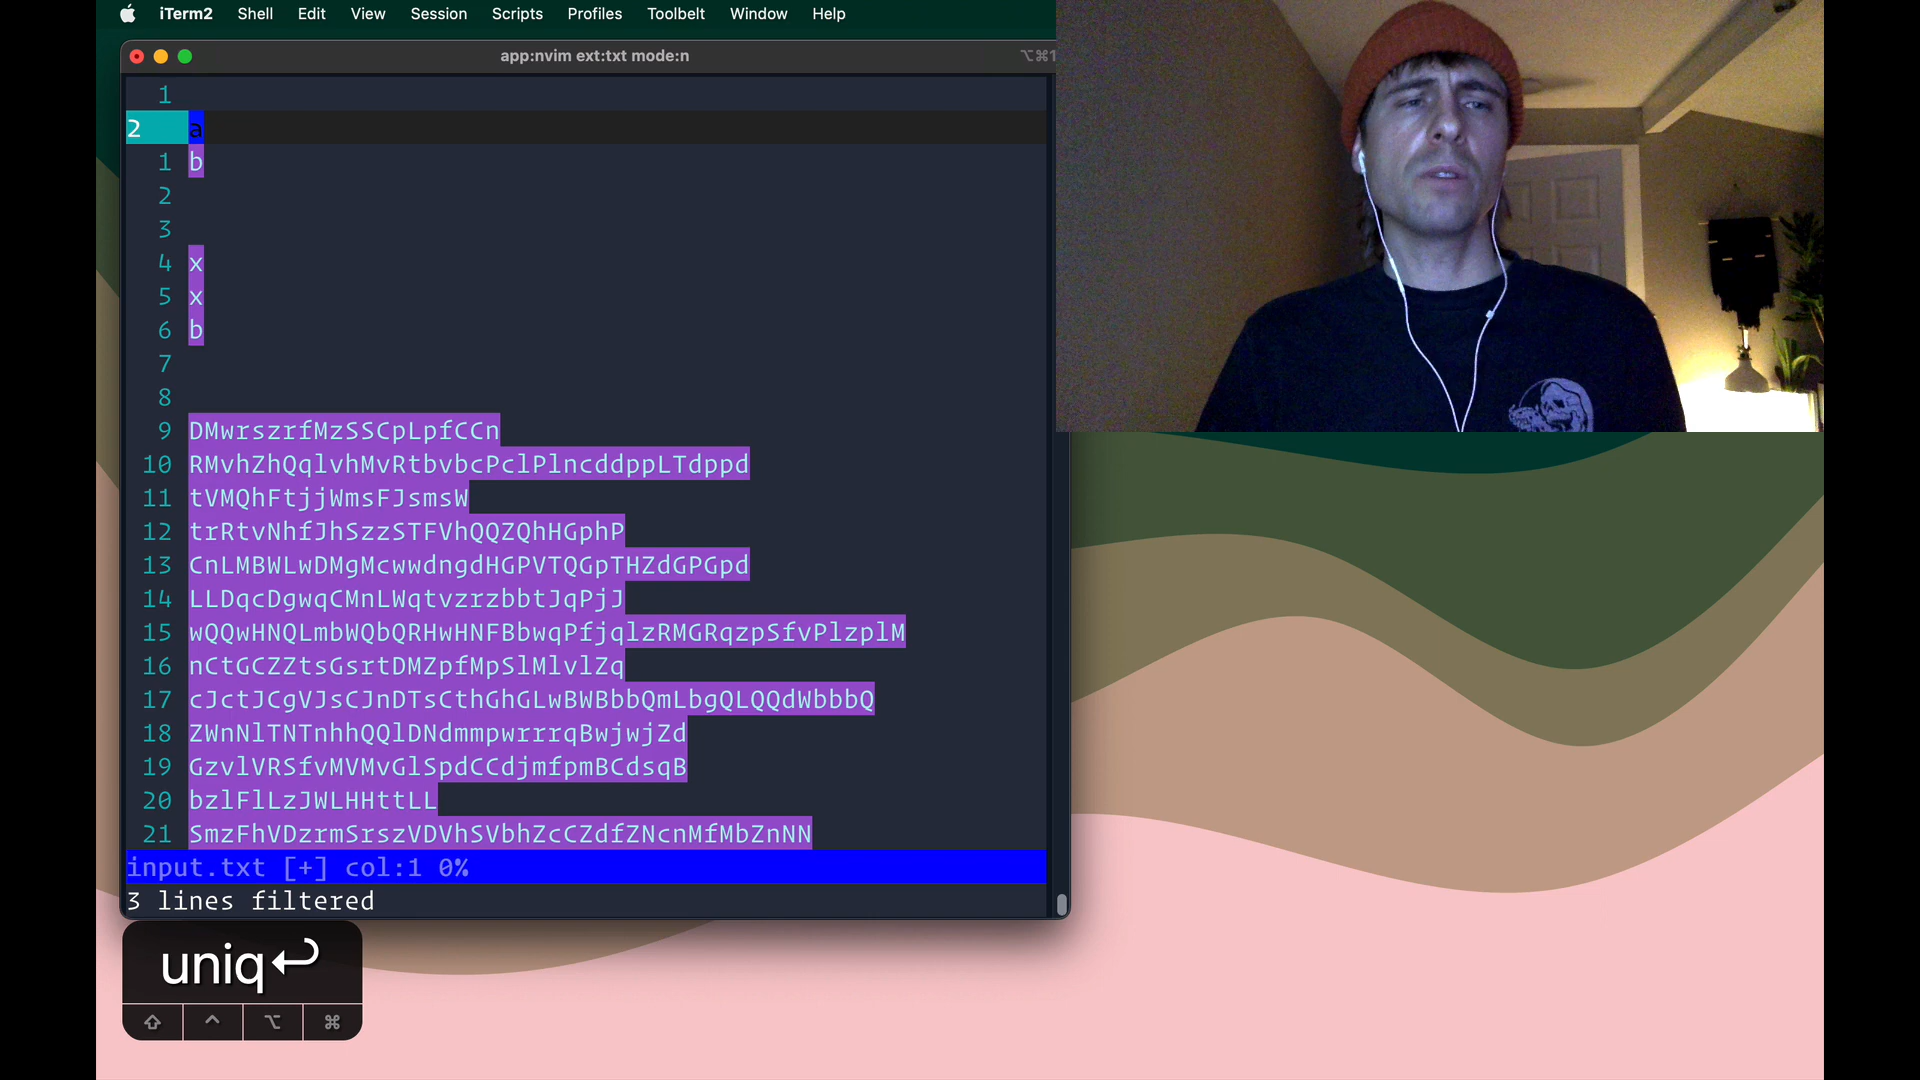 iTerm2 Shell Edit View Session Scripts Profiles Toolbelt Window Help
app:nvim ext:txt mode:n ⌥⌘1
1
2 a
1 b
2
3
4 x
5 x
6 b
7
8
9 DMwrszrfMzSSCpLpfCCn
10 RMvhZhQqlvhMvRtbvbcPclPlncddppLTdppd
11 tVMQhFtjjWmsFJsmsW
12 trRtvNhfJhSzzSTFVhQQZQhHGphP
13 CnLMBWLwDMgMcwwdngdHGPVTQGpTHZdGPGpd
14 LLDqcDgwqCMnLWqtvzrzbbtJqPjJ
15 wQQwHNQLmbWQbQRHwHNFBbwqPfjqlzRMGRqzpSfvPlzplM
16 nCtGCZZtsGsrtDMZpfMpSlMlvlZq
17 cJctJCgVJsCJnDTsCthGhGLwBWBbbQmLbgQLQQdWbbbQ
18 ZWnNlTNTnhhQQlDNdmmpwrrrqBwjwjZd
19 GzvlVRSfvMVMvGlSpdCCdjmfpmBCdsqB
20 bzlFlLzJWLHHttLL
21 SmzFhVDzrmSrszVDVhSVbhZcCZdfZNcnMfMbZnNN
input.txt [+] col:1 0%
3 lines filtered
uniq↩
⇧ ^ ⌥ ⌘